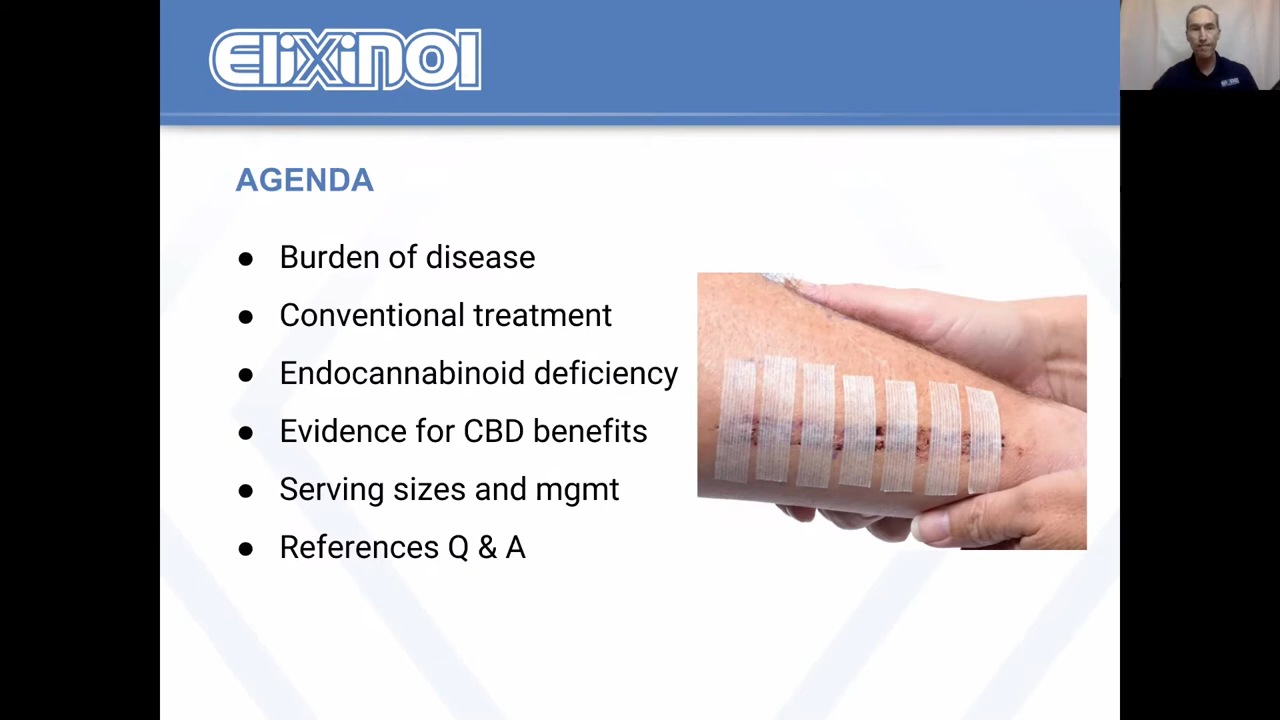 Elixinol
AGENDA
● Burden of disease
● Conventional treatment
● Endocannabinoid deficiency
● Evidence for CBD benefits
● Serving sizes and mgmt
● References Q & A